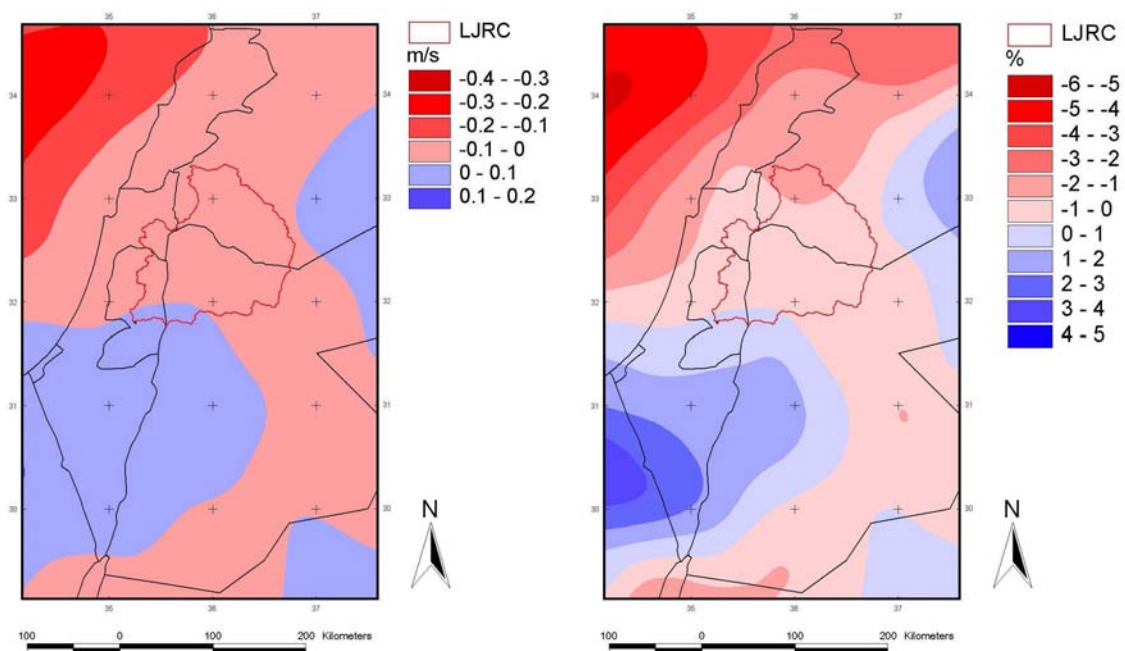 LJRC
m/s
-0.4 - -0.3
-0.3 - -0.2
-0.2 - -0.1
-0.1 - 0
0 - 0.1
0.1 - 0.2
35 36 37
34 34
33 33
32 32
31 31
30 30
35 36 37
N
100 0 100 200 Kilometers
LJRC
%
-6 - -5
-5 - -4
-4 - -3
-3 - -2
-2 - -1
-1 - 0
0 - 1
1 - 2
2 - 3
3 - 4
4 - 5
35 36 37
34 34
33 33
32 32
31 31
30 30
35 36 37
N
100 0 100 200 Kilometers